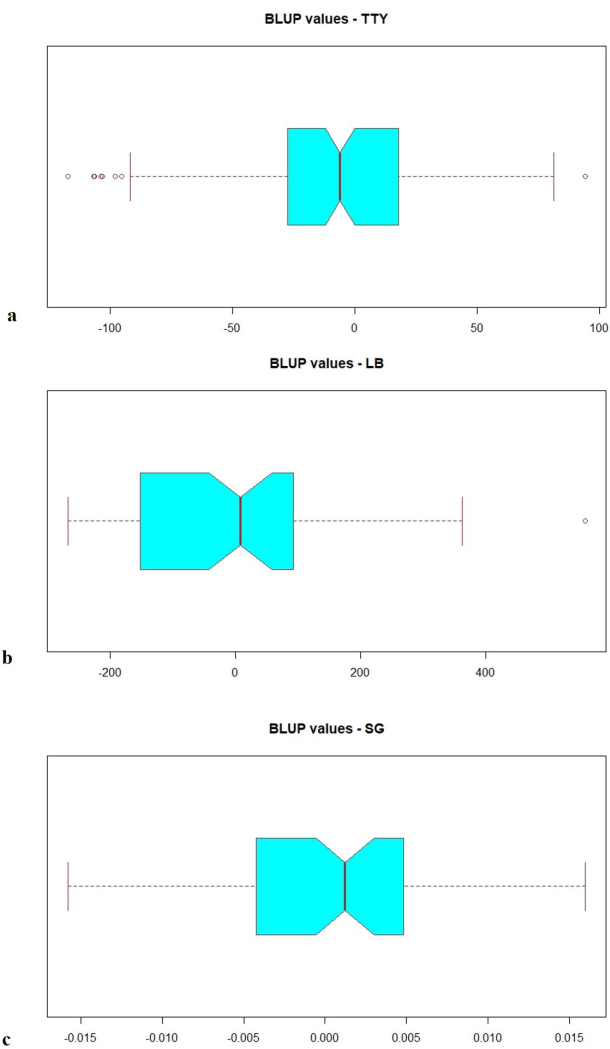 BLUP values - TTY
a
-100 -50 0 50 100
BLUP values - LB
b
-200 0 200 400
BLUP values - SG
c
-0.015 -0.010 -0.005 0.000 0.005 0.010 0.015